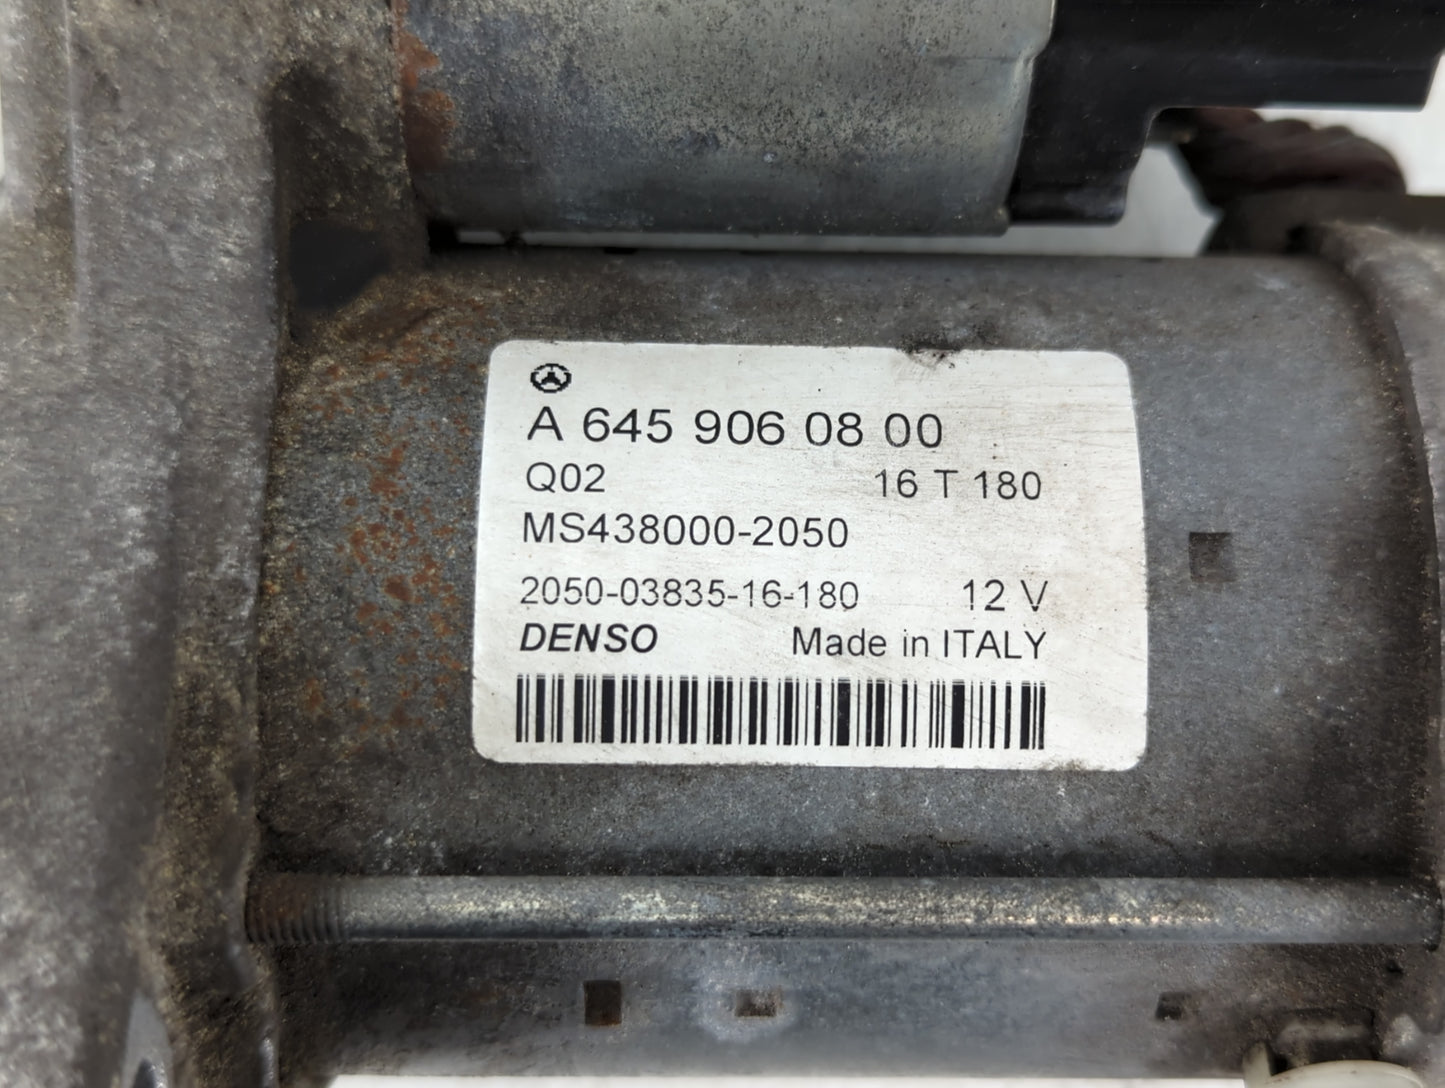 A 645 906 08 00
Q02 16 T 180
MS438000-2050
2050-03835-16-180 12 V
DENSO Made in ITALY